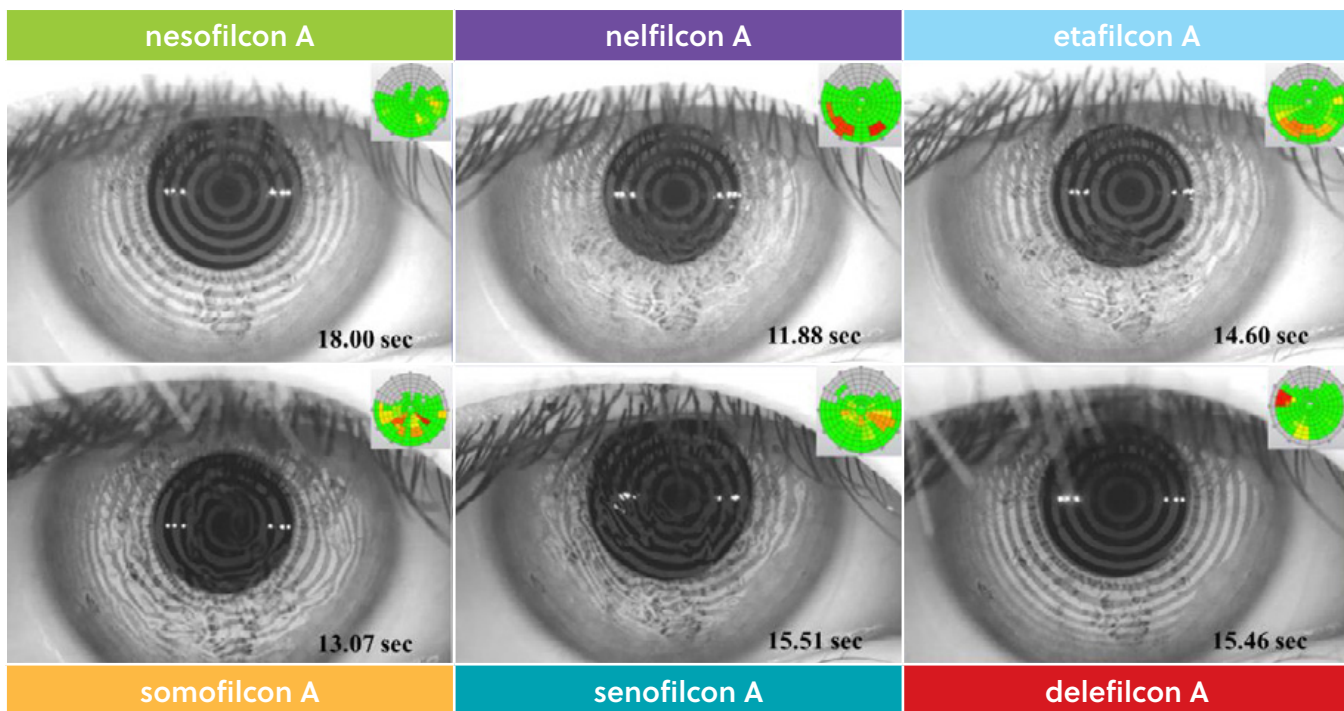 nesofilcon A
nelfilcon A
etafilcon A
18.00 sec
11.88 sec
14.60 sec
13.07 sec
15.51 sec
15.46 sec
somofilcon A
senofilcon A
delefilcon A